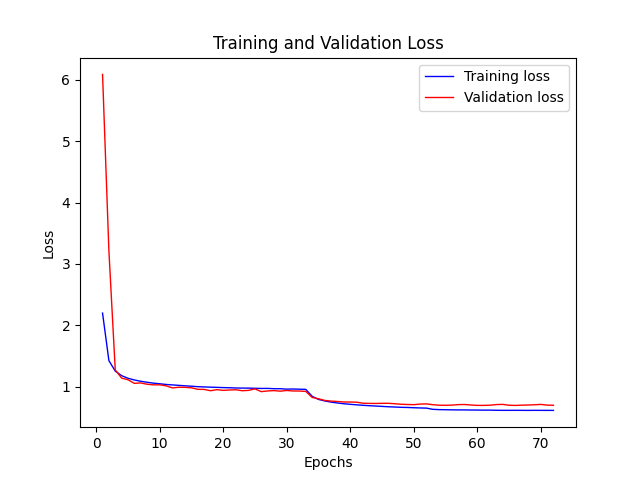 Training and Validation Loss
Training loss
Validation loss
Loss
6
5
4
3
2
1
0 10 20 30 40 50 60 70
Epochs